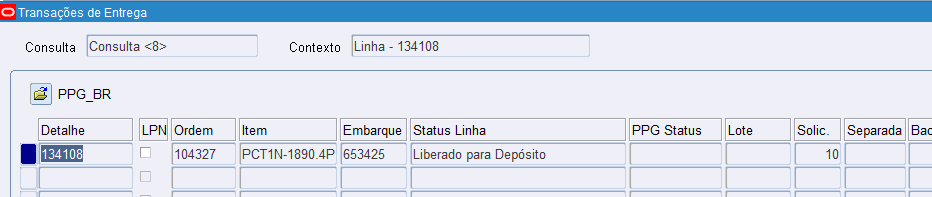 Transações de Entrega
Consulta Consulta <8> Contexto Linha - 134108
PPG_BR
Detalhe LPN Ordem Item Embarque Status Linha PPG Status Lote Solic. Separada Bac
134108 104327 PCT1N-1890.4P 653425 Liberado para Depósito 10